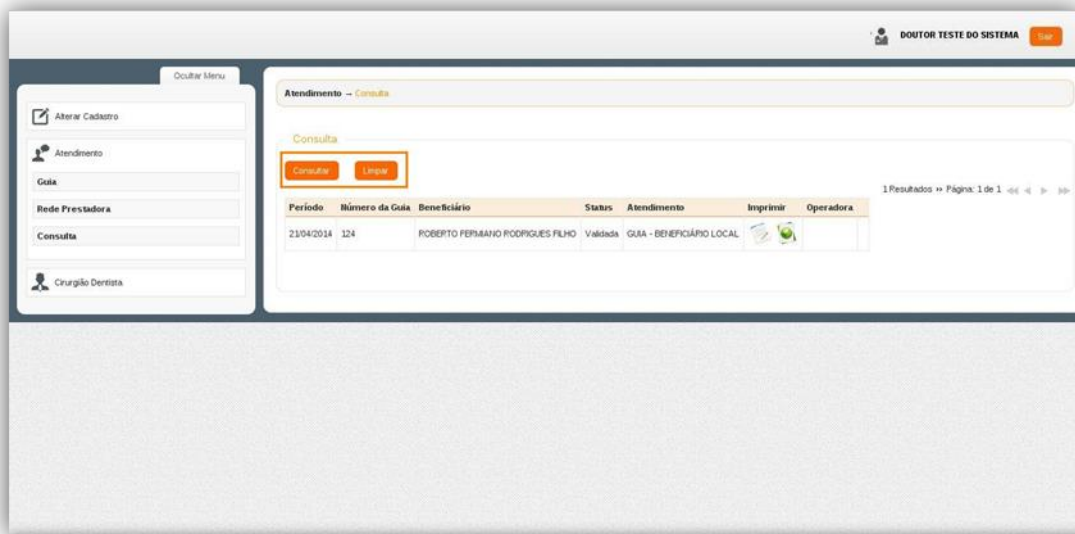 DOUTOR TESTE DO SISTEMA
Sair
Ocultar Menu
Alterar Cadastro
Atendimento
Guia
Rede Prestadora
Consulta
Cirurgião Dentista
Atendimento → Consulta
Consulta
Consultar Limpar
1 Resultados ›› Página: 1 de 1
Período Número da Guia Beneficiário Status Atendimento Imprimir Operadora
21/04/2014 124 ROBERTO FERMIANO RODRIGUES FILHO Validada GUIA - BENEFICIÁRIO LOCAL